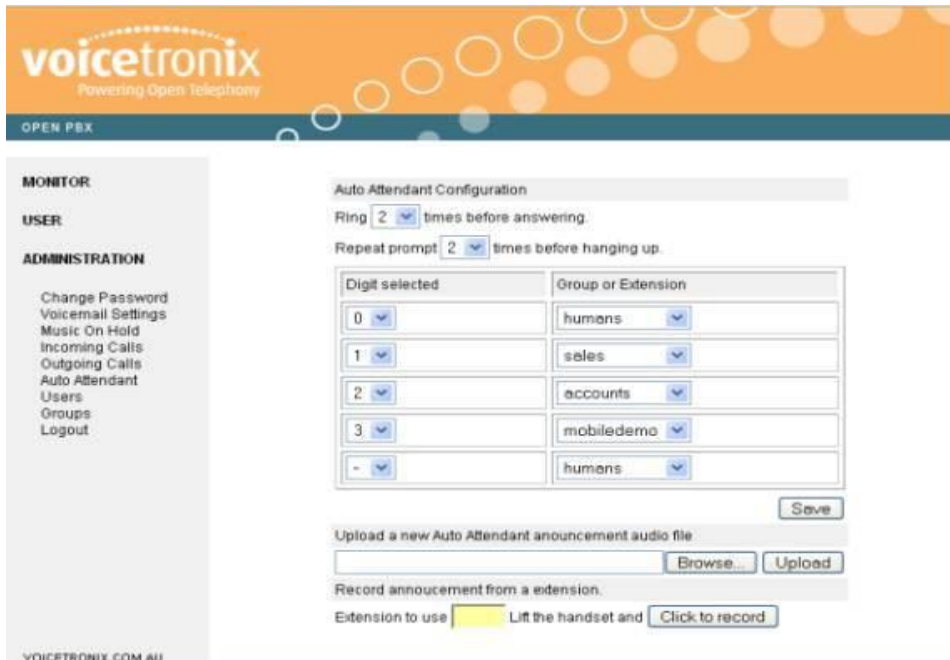 voicetronix
Powering Open Telephony
OPEN PBX
MONITOR
USER
ADMINISTRATION
Change Password
Voicemail Settings
Music On Hold
Incoming Calls
Outgoing Calls
Auto Attendant
Users
Groups
Logout
VOICETRONIX.COM.AU
Auto Attendant Configuration
Ring 2 times before answering.
Repeat prompt 2 times before hanging up.
Digit selected Group or Extension
0 humans
1 sales
2 accounts
3 mobiledemo
- humans
Save
Upload a new Auto Attendant anouncement audio file
Browse... Upload
Record annoucement from a extension.
Extension to use Lift the handset and Click to record